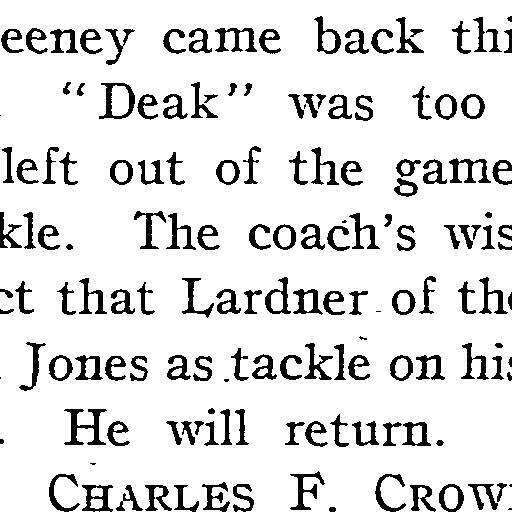 eeney came back thi
"Deak" was too
left out of the game
kle. The coach's wis
ct that Lardner of the
Jones as tackle on his
. He will return.
CHARLES F. CROW